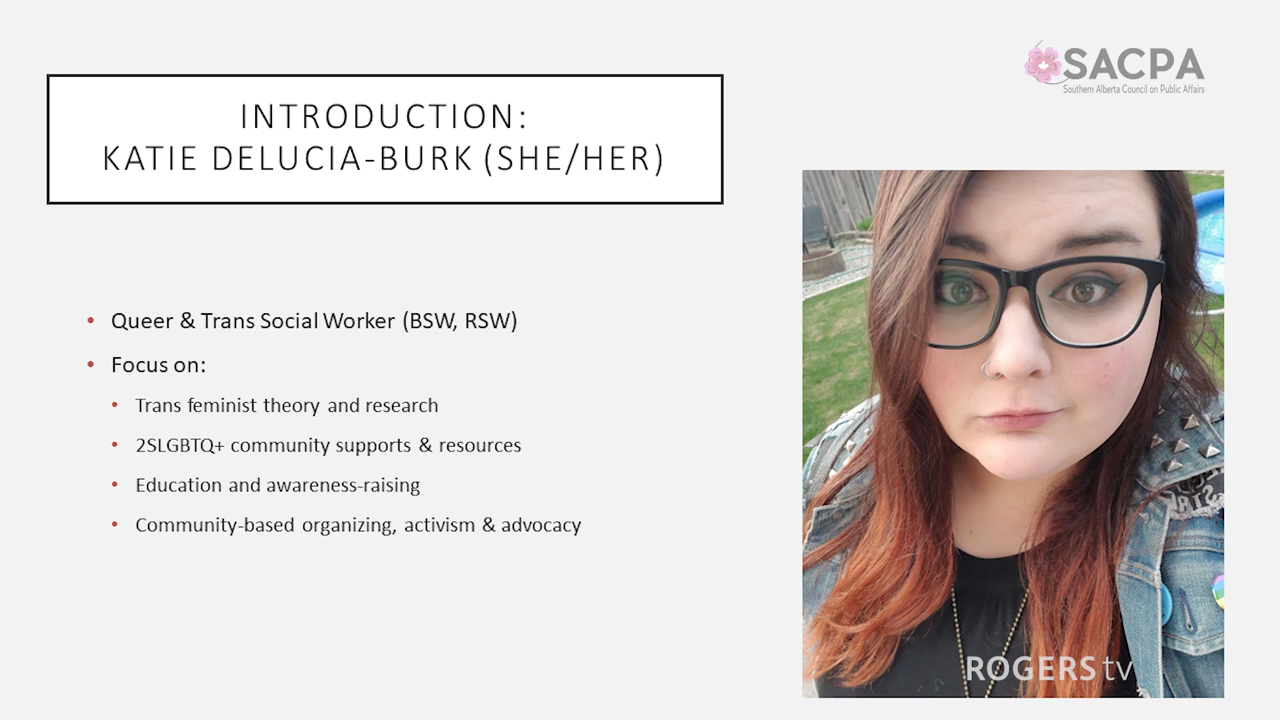 SACPA
Southern Alberta Council on Public Affairs
INTRODUCTION:
KATIE DELUCIA-BURK (SHE/HER)
• Queer & Trans Social Worker (BSW, RSW)
• Focus on:
• Trans feminist theory and research
• 2SLGBTQ+ community supports & resources
• Education and awareness-raising
• Community-based organizing, activism & advocacy
ROGERS tv